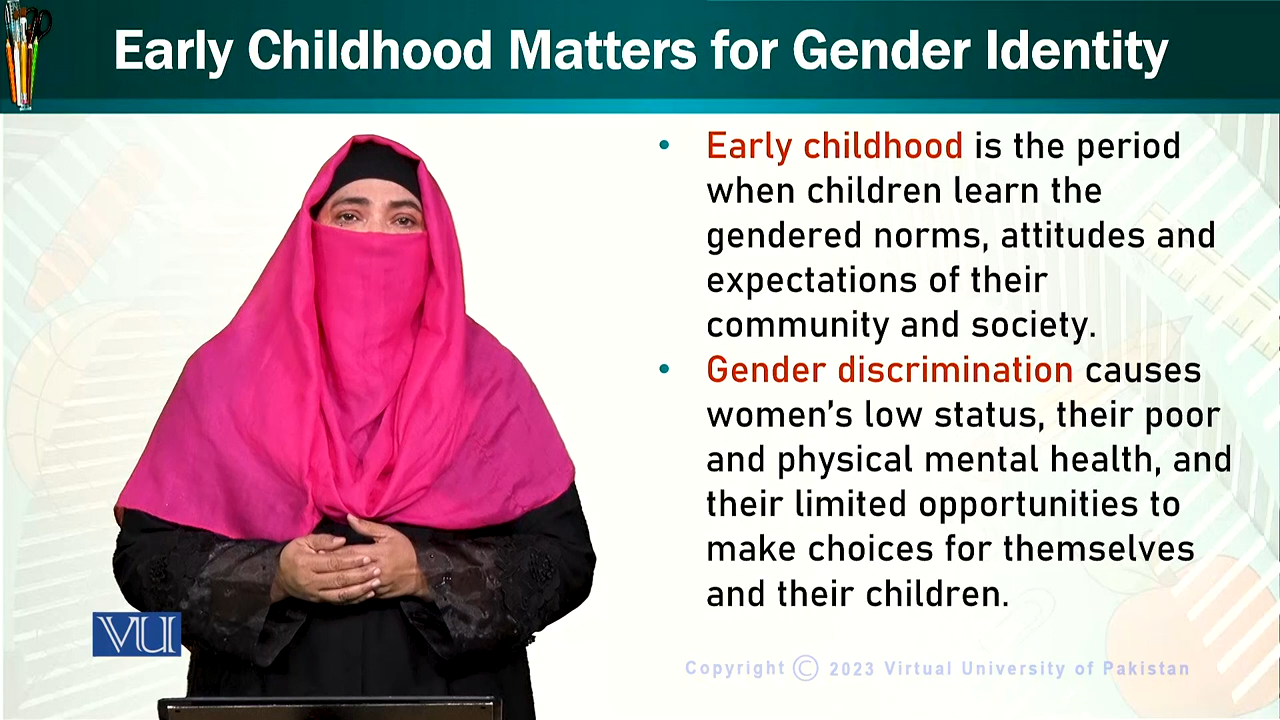 Early Childhood Matters for Gender Identity
• Early childhood is the period
when children learn the
gendered norms, attitudes and
expectations of their
community and society.
• Gender discrimination causes
women's low status, their poor
and physical mental health, and
their limited opportunities to
make choices for themselves
and their children.
VU
Copyright © 2023 Virtual University of Pakistan